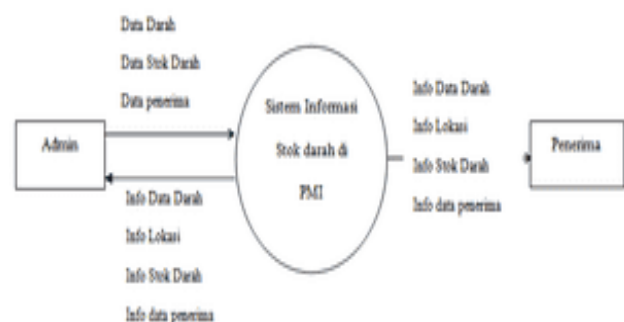 Data Darah
Data Stok Darah
Data penerima
Admin
Info Data Darah
Info Lokasi
Info Stok Darah
Info data penerima
Sistem Informasi
Stok darah di
PMI
Info Data Darah
Info Lokasi
Info Stok Darah
Info data penerima
Penerima